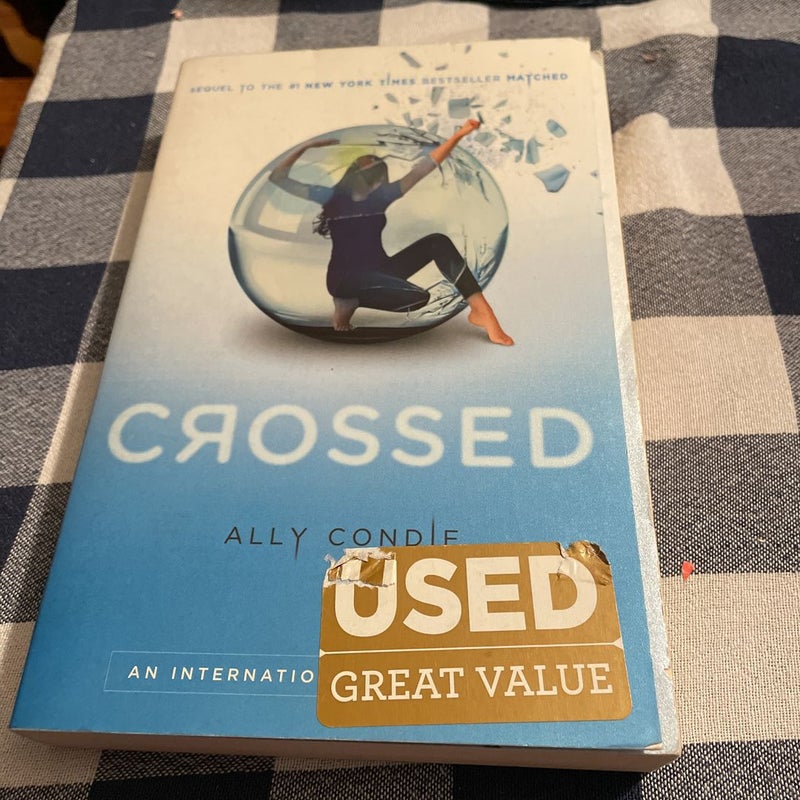 SEQUEL TO THE #1 NEW YORK TIMES BESTSELLER MATCHED
CROSSED
ALLY CONDIE
USED
AN INTERNATIO
GREAT VALUE